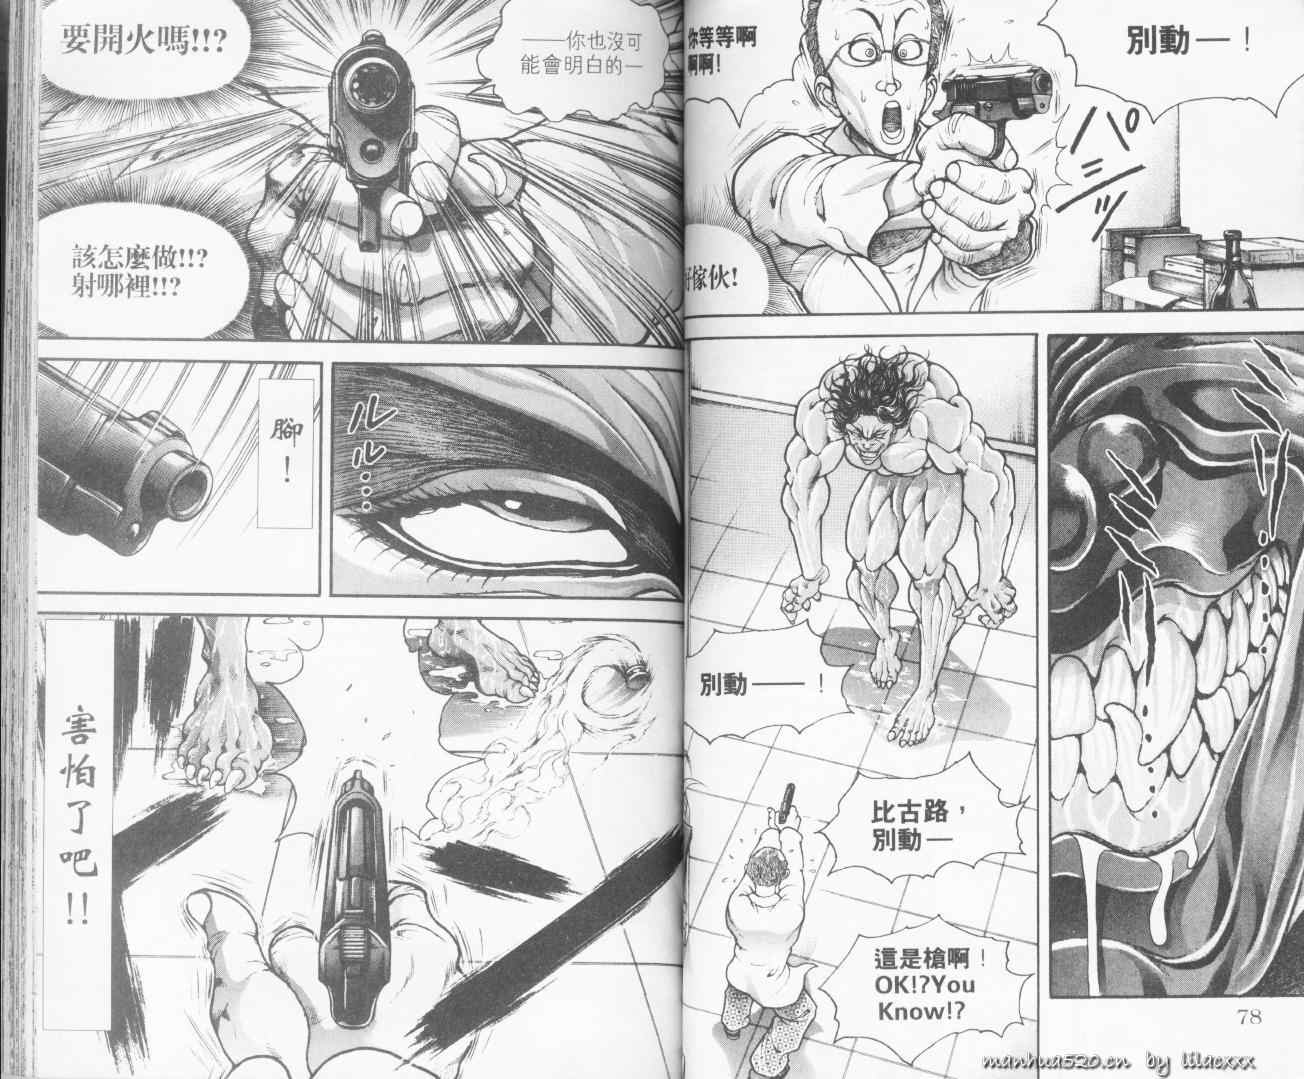 別動—！
你等等啊
啊啊!
パニッ
好傢伙!
別動——！
比古路，
別動—
這是槍啊！
OK!?You
Know!?
78
——你也沒可
能會明白的—
要開火嗎!!?
該怎麼做!!?
射哪裡!!?
ルルル…
腳！
害怕了吧!!
manhua520.cn by lilacxxx